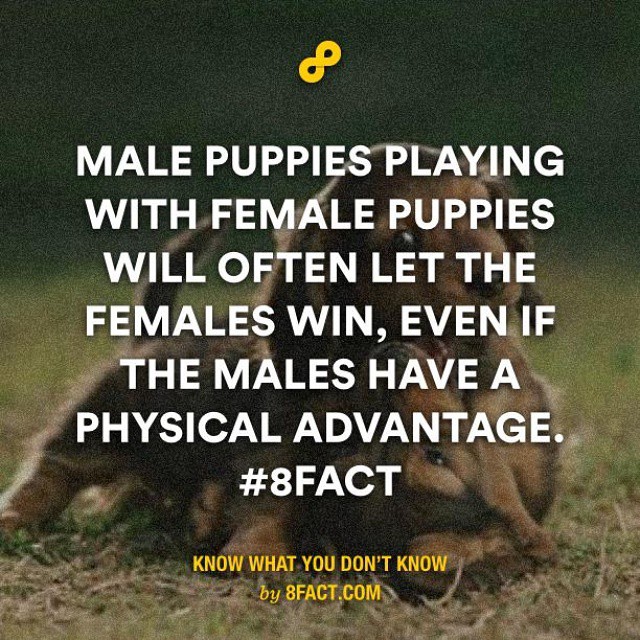 MALE PUPPIES PLAYING
WITH FEMALE PUPPIES
WILL OFTEN LET THE
FEMALES WIN, EVEN IF
THE MALES HAVE A
PHYSICAL ADVANTAGE.
#8FACT
KNOW WHAT YOU DON'T KNOW
by 8FACT.COM